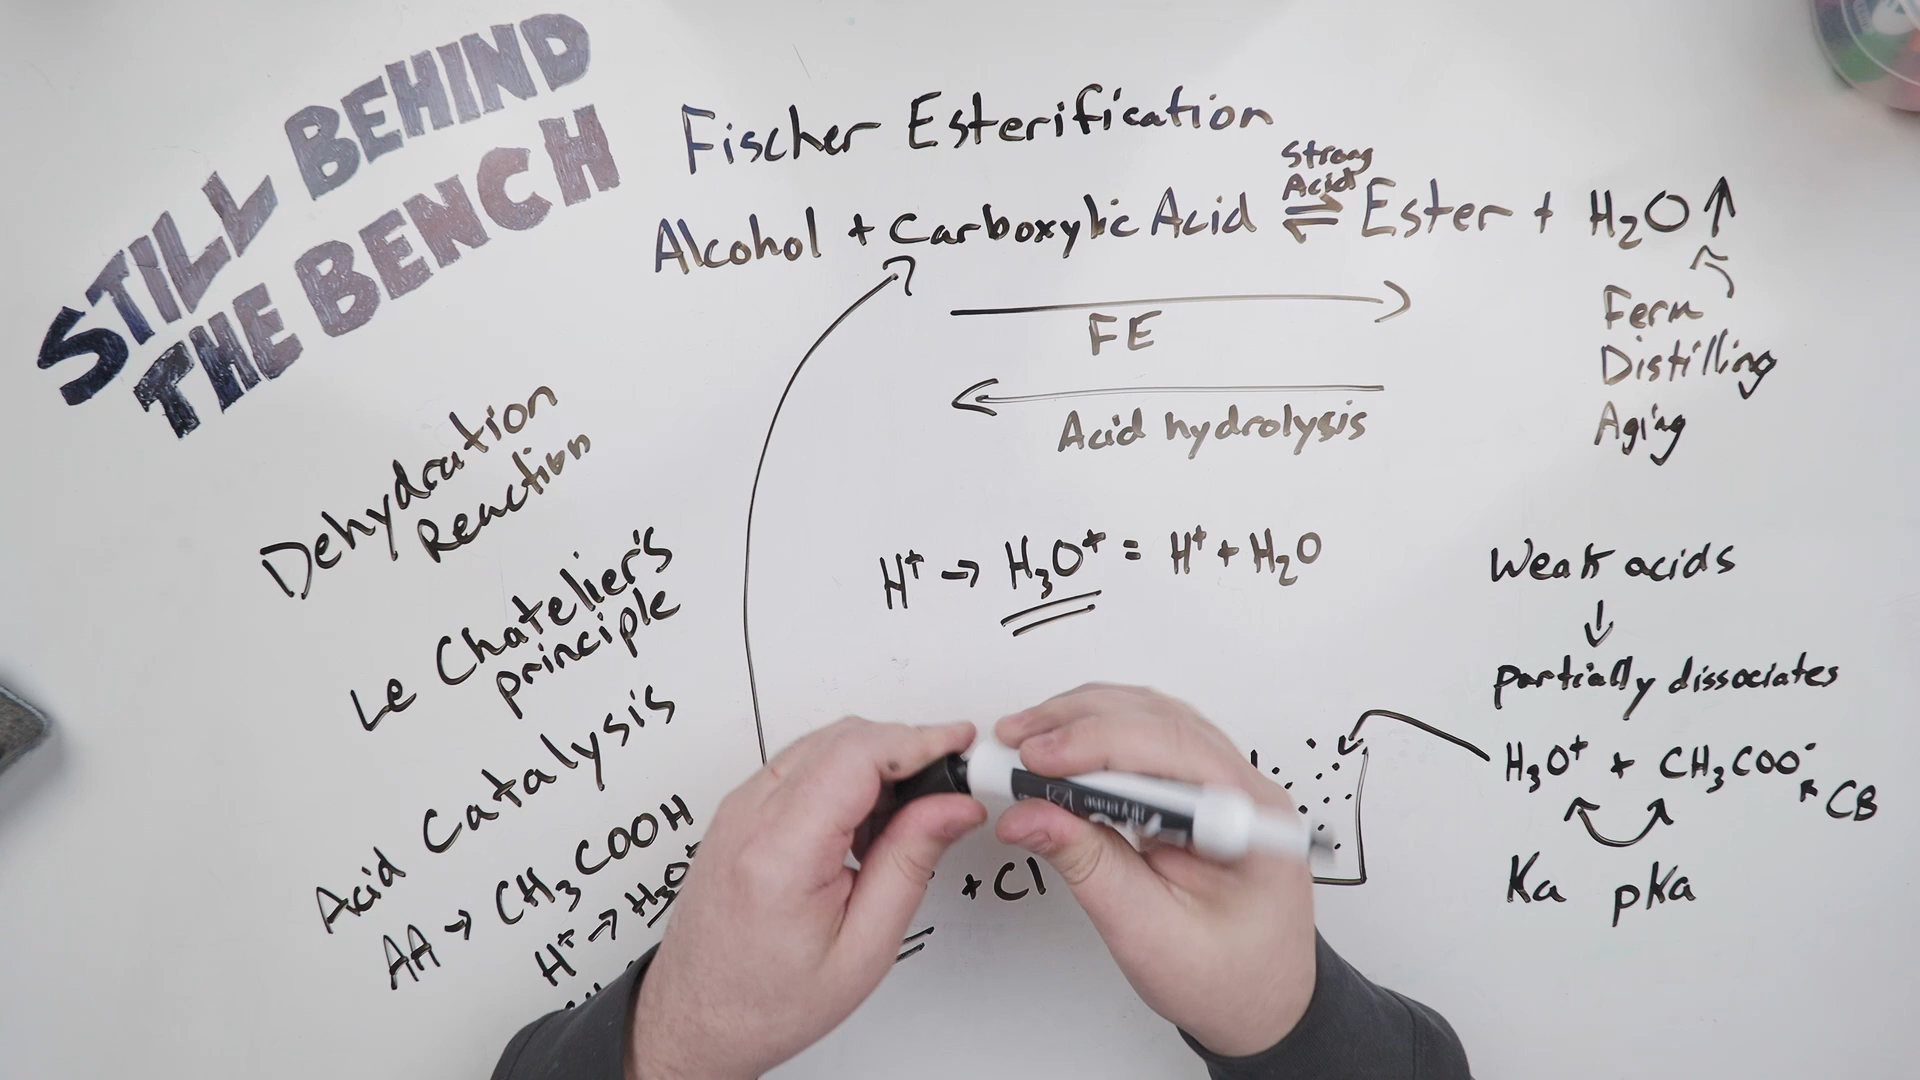 STILL BEHIND
THE BENCH
Fischer Esterification
Strong
Acid
Alcohol + Carboxylic Acid ⇌ Ester + H₂O ↑
FE
Acid hydrolysis
Ferm
Distilling
Aging
Dehydration
Reaction
Le Chatelier's
principle
Acid Catalysis
AA → CH₃COOH
H⁺ → H₃O⁺
H⁺ → H₃O⁺ = H⁺ + H₂O
+ Cl
Weak acids
↓
partially dissociates
H₃O⁺ + CH₃COO⁻
CB
Ka pKa